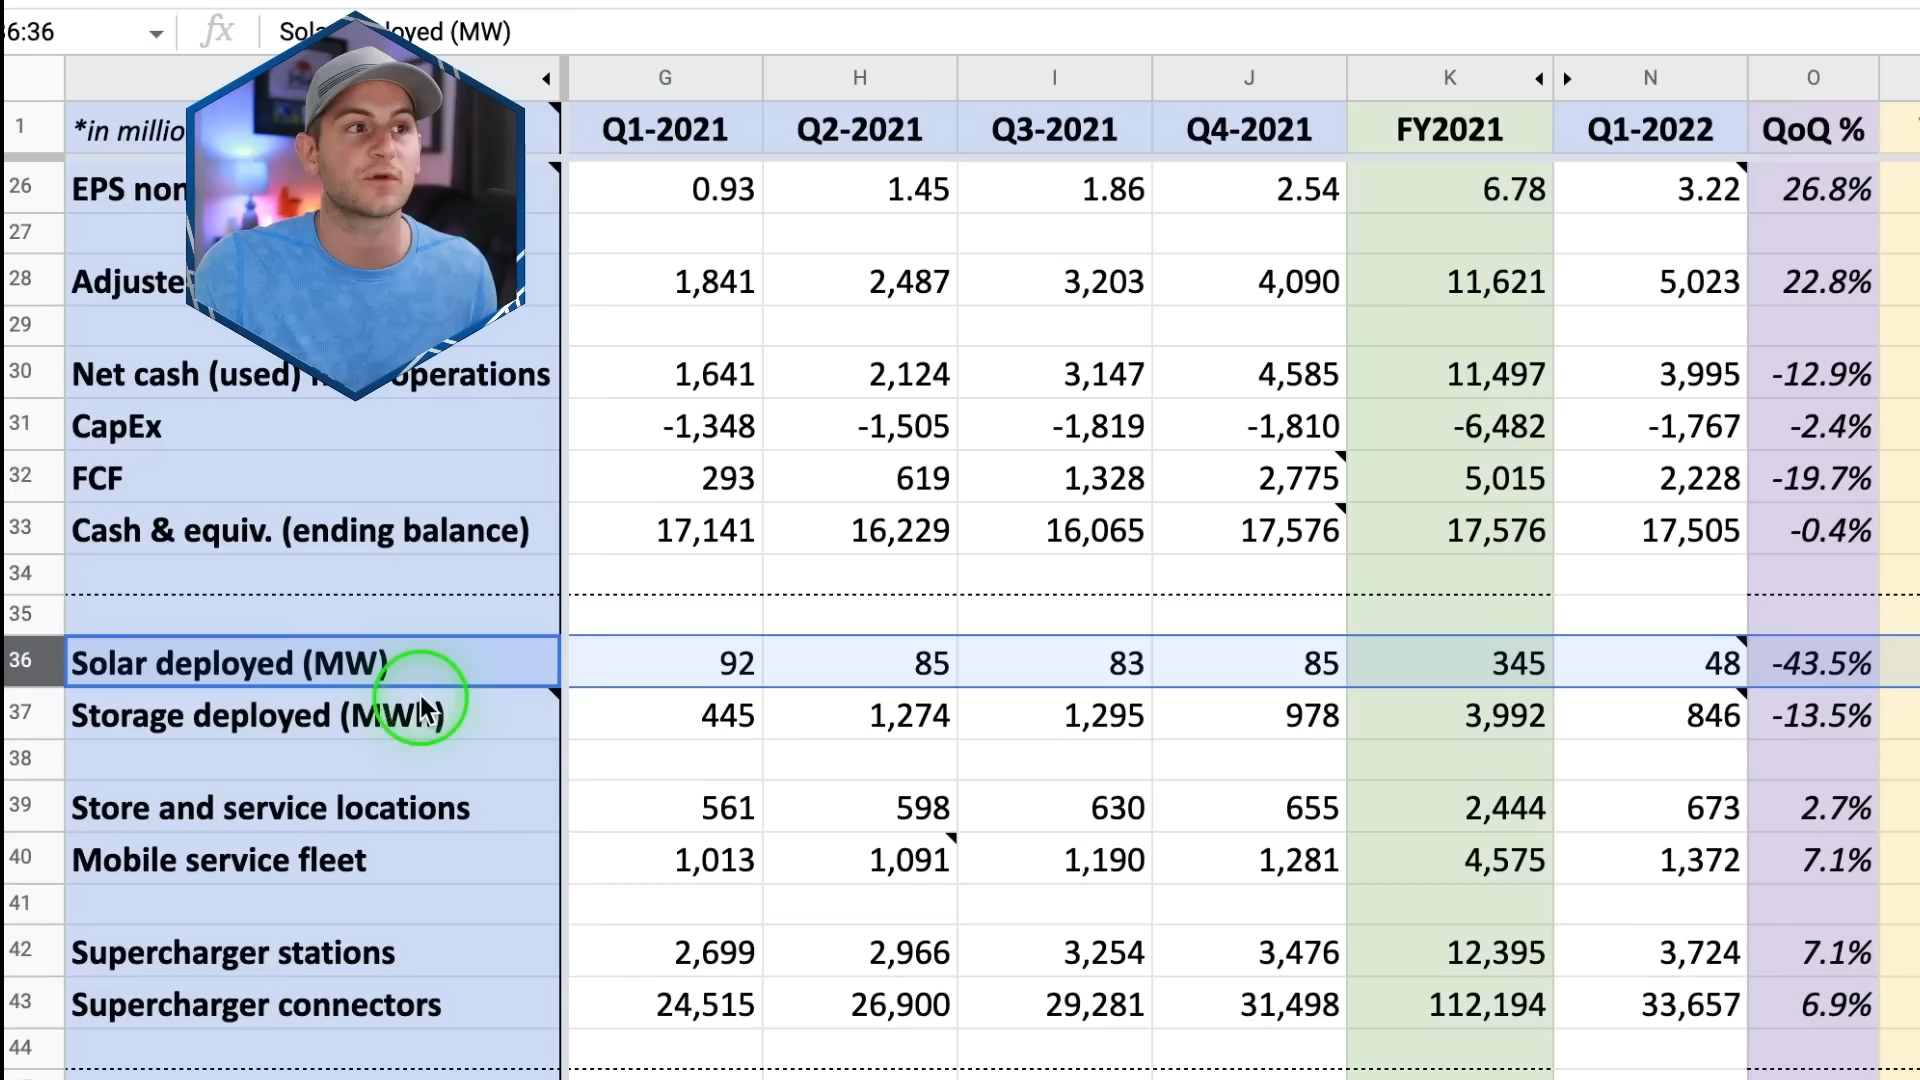 6:36 fx Sola oyed (MW)
G H I J K N O
1 *in millio Q1-2021 Q2-2021 Q3-2021 Q4-2021 FY2021 Q1-2022 QoQ %
26 EPS non 0.93 1.45 1.86 2.54 6.78 3.22 26.8%
27
28 Adjuste 1,841 2,487 3,203 4,090 11,621 5,023 22.8%
29
30 Net cash (used) operations 1,641 2,124 3,147 4,585 11,497 3,995 -12.9%
31 CapEx -1,348 -1,505 -1,819 -1,810 -6,482 -1,767 -2.4%
32 FCF 293 619 1,328 2,775 5,015 2,228 -19.7%
33 Cash & equiv. (ending balance) 17,141 16,229 16,065 17,576 17,576 17,505 -0.4%
34
35
36 Solar deployed (MW) 92 85 83 85 345 48 -43.5%
37 Storage deployed (MWh) 445 1,274 1,295 978 3,992 846 -13.5%
38
39 Store and service locations 561 598 630 655 2,444 673 2.7%
40 Mobile service fleet 1,013 1,091 1,190 1,281 4,575 1,372 7.1%
41
42 Supercharger stations 2,699 2,966 3,254 3,476 12,395 3,724 7.1%
43 Supercharger connectors 24,515 26,900 29,281 31,498 112,194 33,657 6.9%
44